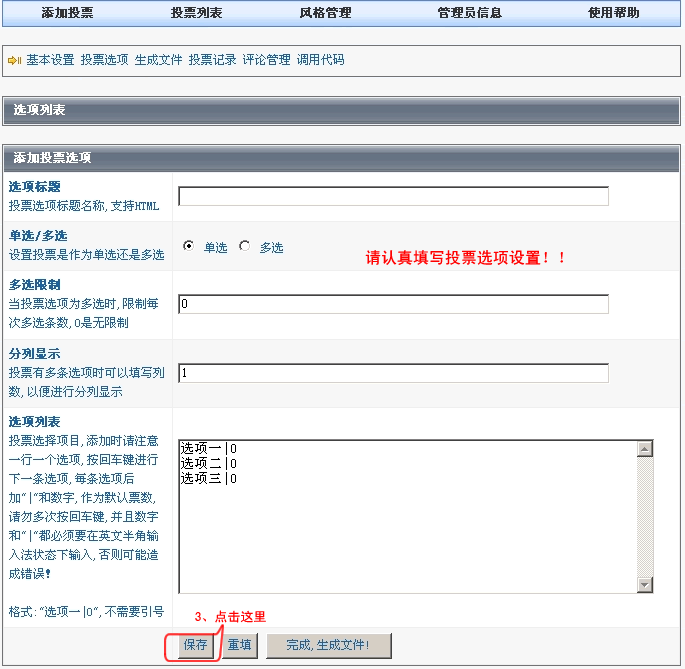 添加投票 投票列表 风格管理 管理员信息 使用帮助
基本设置 投票选项 生成文件 投票记录 评论管理 调用代码
选项列表
添加投票选项
选项标题
投票选项标题名称,支持HTML
单选/多选
设置投票是作为单选还是多选
单选 多选
请认真填写投票选项设置！！
多选限制
当投票选项为多选时,限制每
次多选条数,0是无限制
0
分列显示
投票有多条选项时可以填写列
数,以便进行分列显示
1
选项列表
投票选择项目,添加时请注意
一行一个选项,按回车键进行
下一条选项,每条选项后
加“|”和数字,作为默认票数,
请勿多次按回车键,并且数字
和“|”都必须要在英文半角输
入法状态下输入,否则可能造
成错误!
格式:“选项一|0”,不需要引号
选项一|0
选项二|0
选项三|0
3、点击这里
保存 重填 完成,生成文件!